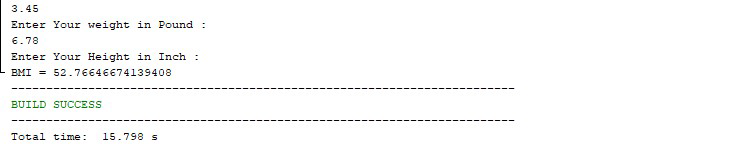 3.45
Enter Your weight in Pound :
6.78
Enter Your Height in Inch :
BMI = 52.76646674139408
------------------------------------------------------------------------
BUILD SUCCESS
------------------------------------------------------------------------
Total time:  15.798 s